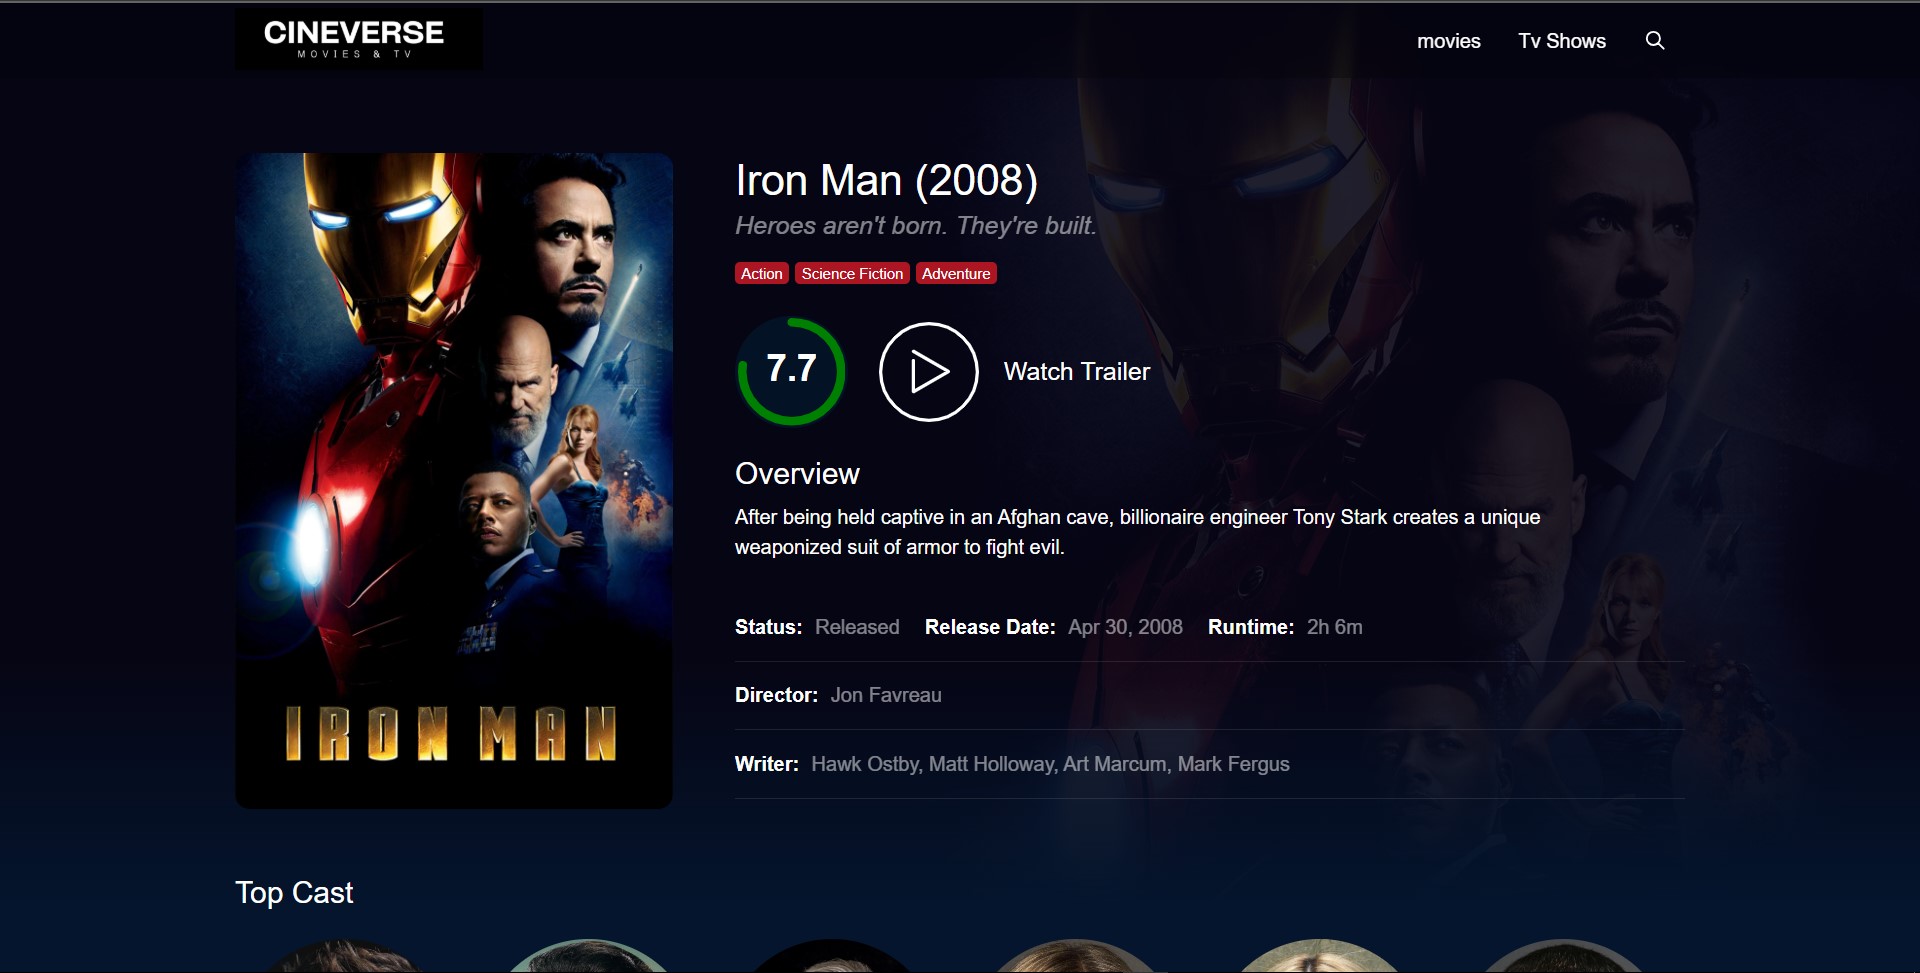 CINEVERSE
MOVIES & TV
movies
Tv Shows
Iron Man (2008)
Heroes aren't born. They're built.
Action
Science Fiction
Adventure
7.7
Watch Trailer
Overview
After being held captive in an Afghan cave, billionaire engineer Tony Stark creates a unique
weaponized suit of armor to fight evil.
Status: Released Release Date: Apr 30, 2008 Runtime: 2h 6m
Director: Jon Favreau
Writer: Hawk Ostby, Matt Holloway, Art Marcum, Mark Fergus
IRON MAN
Top Cast